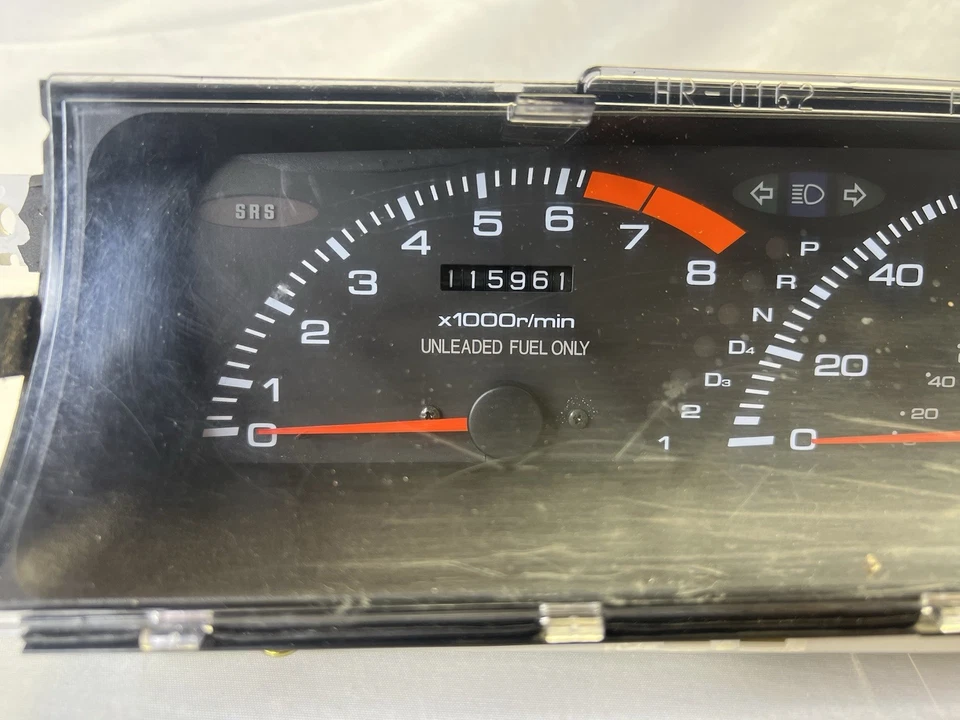 HR-0162
SRS
0
1
2
3
4
5
6
7
8
115961
x1000r/min
UNLEADED FUEL ONLY
P
R
N
D4
D3
2
1
0
20
40
20
40